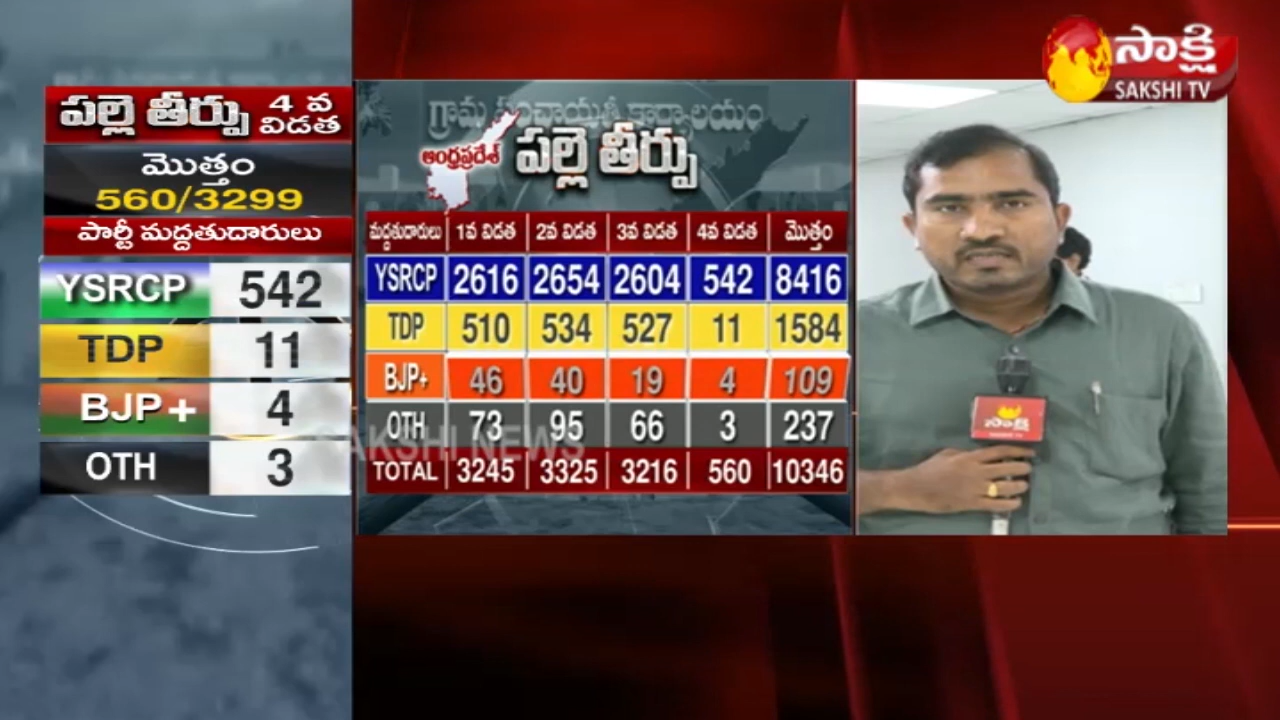 పల్లె తీర్పు 4 వ విడత
మొత్తం
560/3299
పార్టీ మద్దతుదారులు
YSRCP 542
TDP 11
BJP+ 4
OTH 3
గ్రామ పంచాయతీ కార్యాలయం
ఆంధ్రప్రదేశ్ పల్లె తీర్పు
మద్దతుదారులు 1వ విడత 2వ విడత 3వ విడత 4వ విడత మొత్తం
YSRCP 2616 2654 2604 542 8416
TDP 510 534 527 11 1584
BJP+ 46 40 19 4 109
OTH 73 95 66 3 237
SAKSHI NEWS
TOTAL 3245 3325 3216 560 10346
సాక్షి
SAKSHI TV
సాక్షి